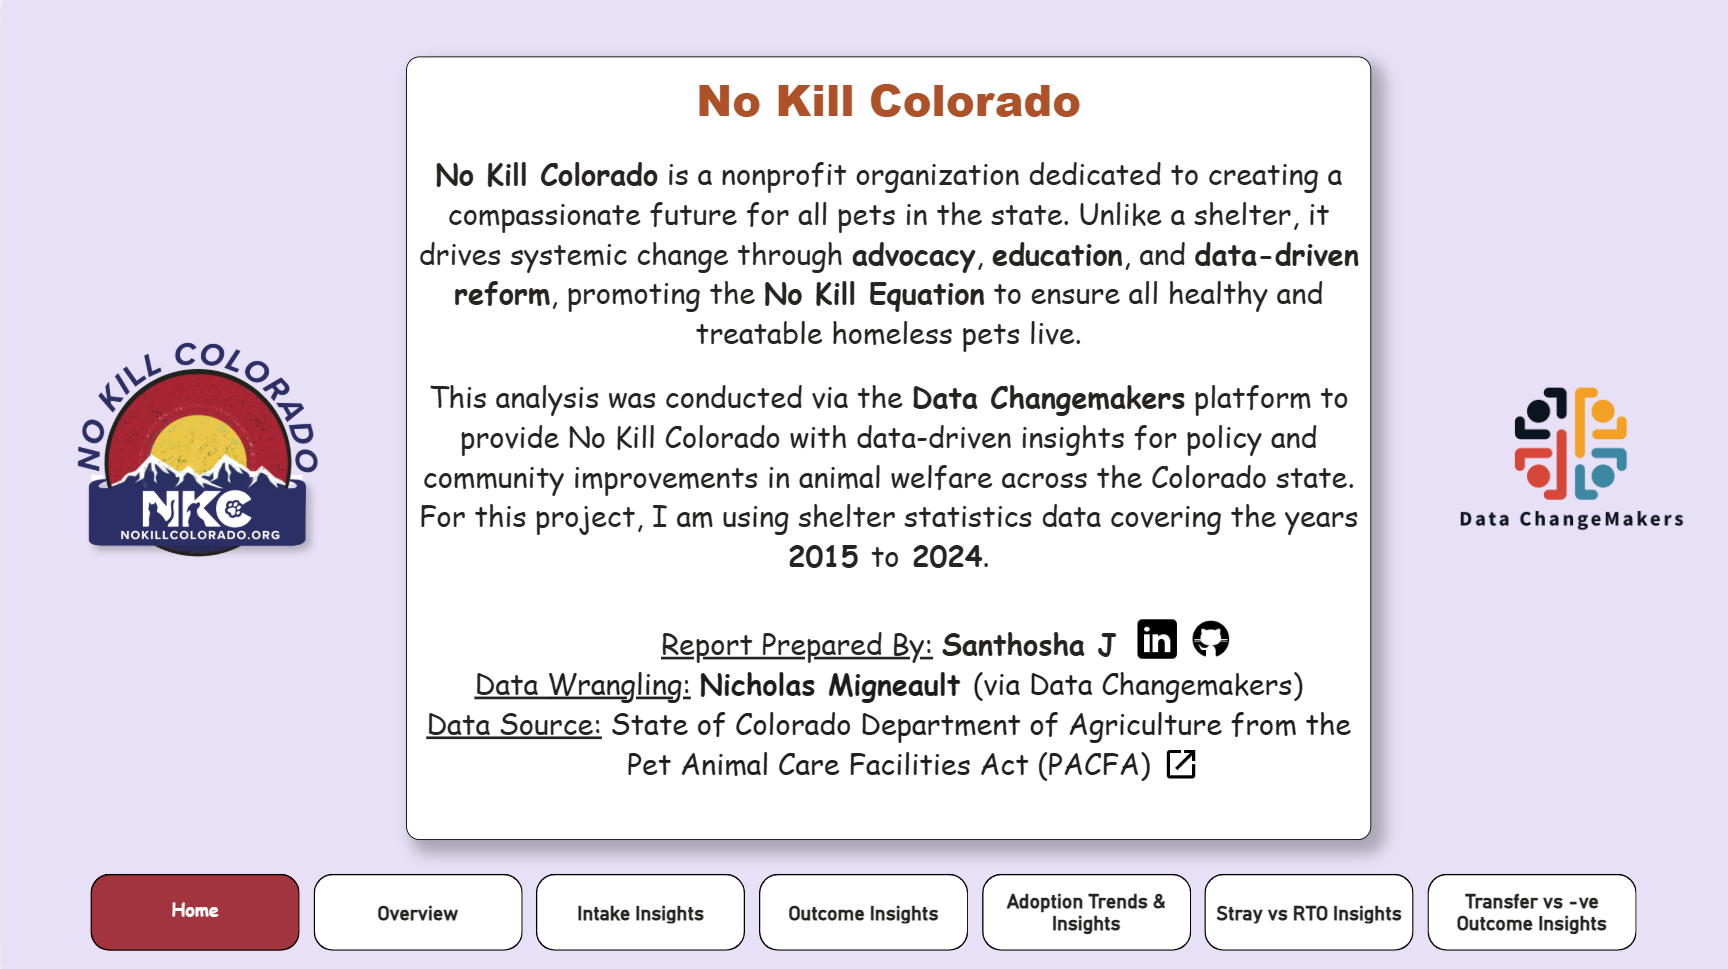 No Kill Colorado
No Kill Colorado is a nonprofit organization dedicated to creating a
compassionate future for all pets in the state. Unlike a shelter, it
drives systemic change through advocacy, education, and data-driven
reform, promoting the No Kill Equation to ensure all healthy and
treatable homeless pets live.
This analysis was conducted via the Data Changemakers platform to
provide No Kill Colorado with data-driven insights for policy and
community improvements in animal welfare across the Colorado state.
For this project, I am using shelter statistics data covering the years
2015 to 2024.
NO KILL COLORADO
NKC
NOKILLCOLORADO.ORG
Data ChangeMakers
Report Prepared By: Santhosha J in
Data Wrangling: Nicholas Migneault (via Data Changemakers)
Data Source: State of Colorado Department of Agriculture from the
Pet Animal Care Facilities Act (PACFA)
Home
Overview
Intake Insights
Outcome Insights
Adoption Trends &
Insights
Stray vs RTO Insights
Transfer vs -ve
Outcome Insights